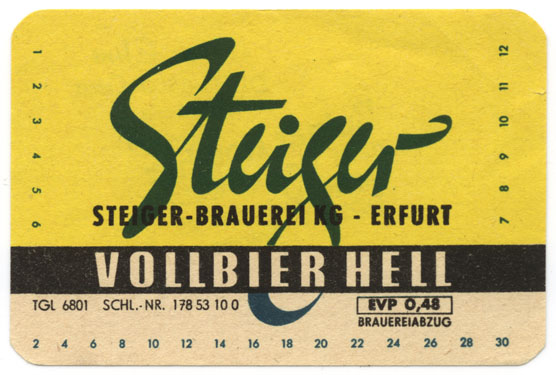 Steiger
STEIGER-BRAUEREI KG - ERFURT
VOLLBIER HELL
TGL 6801 SCHL.-NR. 178 53 10 0
EVP 0,48
BRAUEREIABZUG
1 2 3 4 5 6
7 8 9 10 11 12
2 4 6 8 10 12 14 16 18 20 22 24 26 28 30